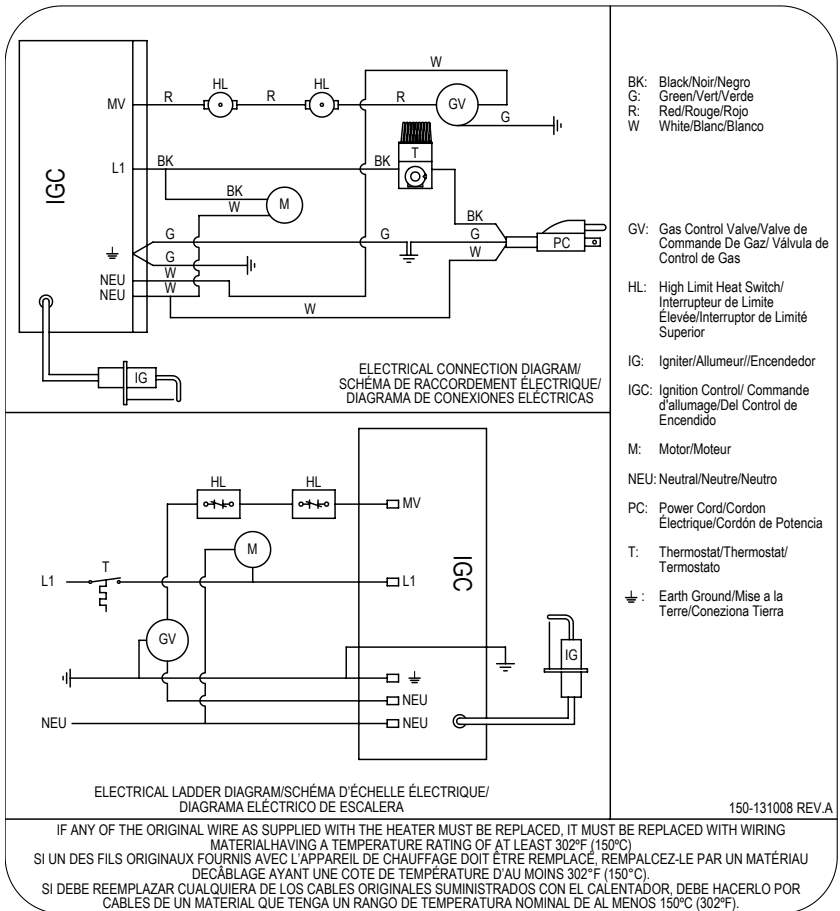 IGC
MV
L1
NEU
NEU
R
HL
R
HL
R
GV
W
G
BK
BK
T
BK
W
M
G
G
W
W
G
W
BK
G
W
PC
IG
ELECTRICAL CONNECTION DIAGRAM/
SCHÉMA DE RACCORDEMENT ÉLECTRIQUE/
DIAGRAMA DE CONEXIONES ELÉCTRICAS
HL
HL
MV
M
L1
T
L1
IGC
GV
IG
NEU
NEU
NEU
ELECTRICAL LADDER DIAGRAM/SCHÉMA D'ÉCHELLE ÉLECTRIQUE/
DIAGRAMA ELÉCTRICO DE ESCALERA
BK: Black/Noir/Negro
G: Green/Vert/Verde
R: Red/Rouge/Rojo
W White/Blanc/Blanco
GV: Gas Control Valve/Valve de
Commande De Gaz/ Válvula de
Control de Gas
HL: High Limit Heat Switch/
Interrupteur de Limite
Élevée/Interruptor de Limité
Superior
IG: Igniter/Allumeur//Encendedor
IGC: Ignition Control/ Commande
d'allumage/Del Control de
Encendido
M: Motor/Moteur
NEU: Neutral/Neutre/Neutro
PC: Power Cord/Cordon
Électrique/Cordón de Potencia
T: Thermostat/Thermostat/
Termostato
⏚ : Earth Ground/Mise a la
Terre/Coneziona Tierra
150-131008 REV.A
IF ANY OF THE ORIGINAL WIRE AS SUPPLIED WITH THE HEATER MUST BE REPLACED, IT MUST BE REPLACED WITH WIRING
MATERIALHAVING A TEMPERATURE RATING OF AT LEAST 302ºF (150ºC)
SI UN DES FILS ORIGINAUX FOURNIS AVEC L'APPAREIL DE CHAUFFAGE DOIT ÊTRE REMPLACÉ, REMPALCEZ-LE PAR UN MATÉRIAU
DECÂBLAGE AYANT UNE COTE DE TEMPÉRATURE D'AU MOINS 302°F (150°C).
SI DEBE REEMPLAZAR CUALQUIERA DE LOS CABLES ORIGINALES SUMINISTRADOS CON EL CALENTADOR, DEBE HACERLO POR
CABLES DE UN MATERIAL QUE TENGA UN RANGO DE TEMPERATURA NOMINAL DE AL MENOS 150ºC (302ºF).